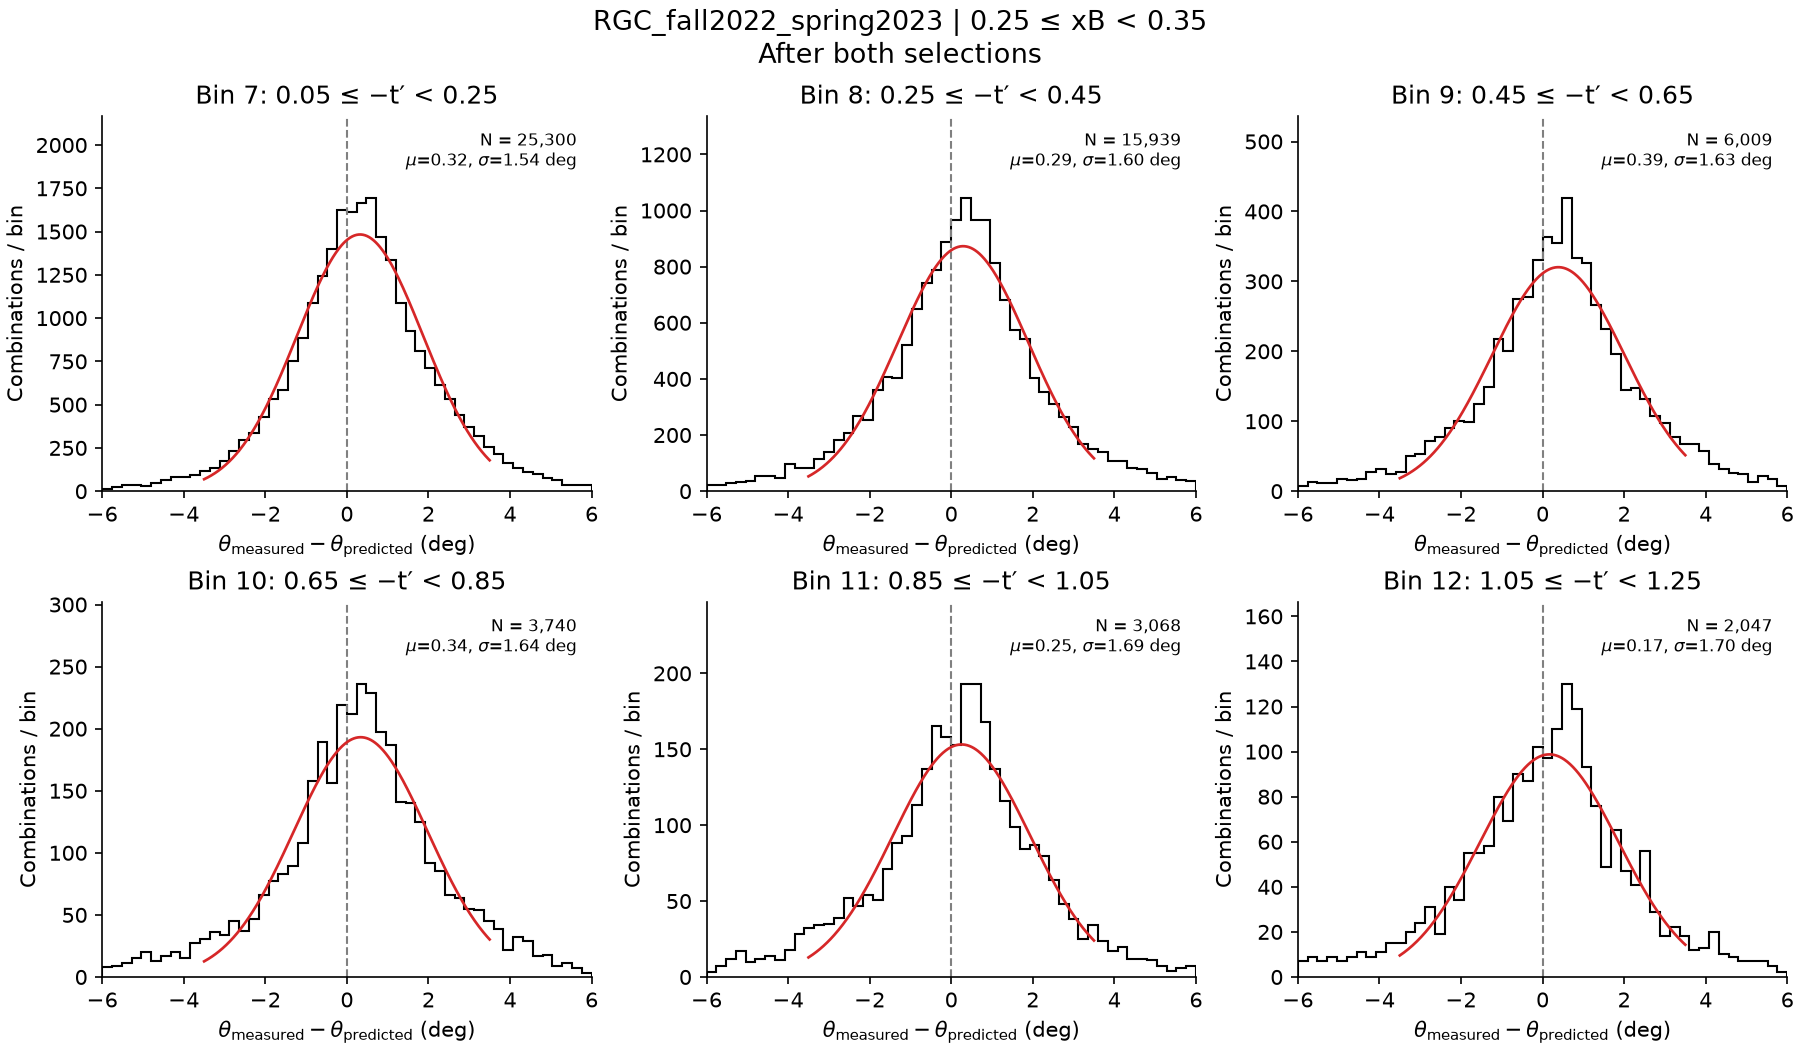 RGC_fall2022_spring2023 | 0.25 ≤ xB < 0.35
After both selections
Bin 7: 0.05 ≤ −t′ < 0.25
N = 25,300
μ=0.32, σ=1.54 deg
Combinations / bin
2000
1750
1500
1250
1000
750
500
250
0
−6 −4 −2 0 2 4 6
θmeasured − θpredicted (deg)
Bin 8: 0.25 ≤ −t′ < 0.45
N = 15,939
μ=0.29, σ=1.60 deg
Combinations / bin
1200
1000
800
600
400
200
0
−6 −4 −2 0 2 4 6
θmeasured − θpredicted (deg)
Bin 9: 0.45 ≤ −t′ < 0.65
N = 6,009
μ=0.39, σ=1.63 deg
Combinations / bin
500
400
300
200
100
0
−6 −4 −2 0 2 4 6
θmeasured − θpredicted (deg)
Bin 10: 0.65 ≤ −t′ < 0.85
N = 3,740
μ=0.34, σ=1.64 deg
Combinations / bin
300
250
200
150
100
50
0
−6 −4 −2 0 2 4 6
θmeasured − θpredicted (deg)
Bin 11: 0.85 ≤ −t′ < 1.05
N = 3,068
μ=0.25, σ=1.69 deg
Combinations / bin
200
150
100
50
0
−6 −4 −2 0 2 4 6
θmeasured − θpredicted (deg)
Bin 12: 1.05 ≤ −t′ < 1.25
N = 2,047
μ=0.17, σ=1.70 deg
Combinations / bin
160
140
120
100
80
60
40
20
0
−6 −4 −2 0 2 4 6
θmeasured − θpredicted (deg)